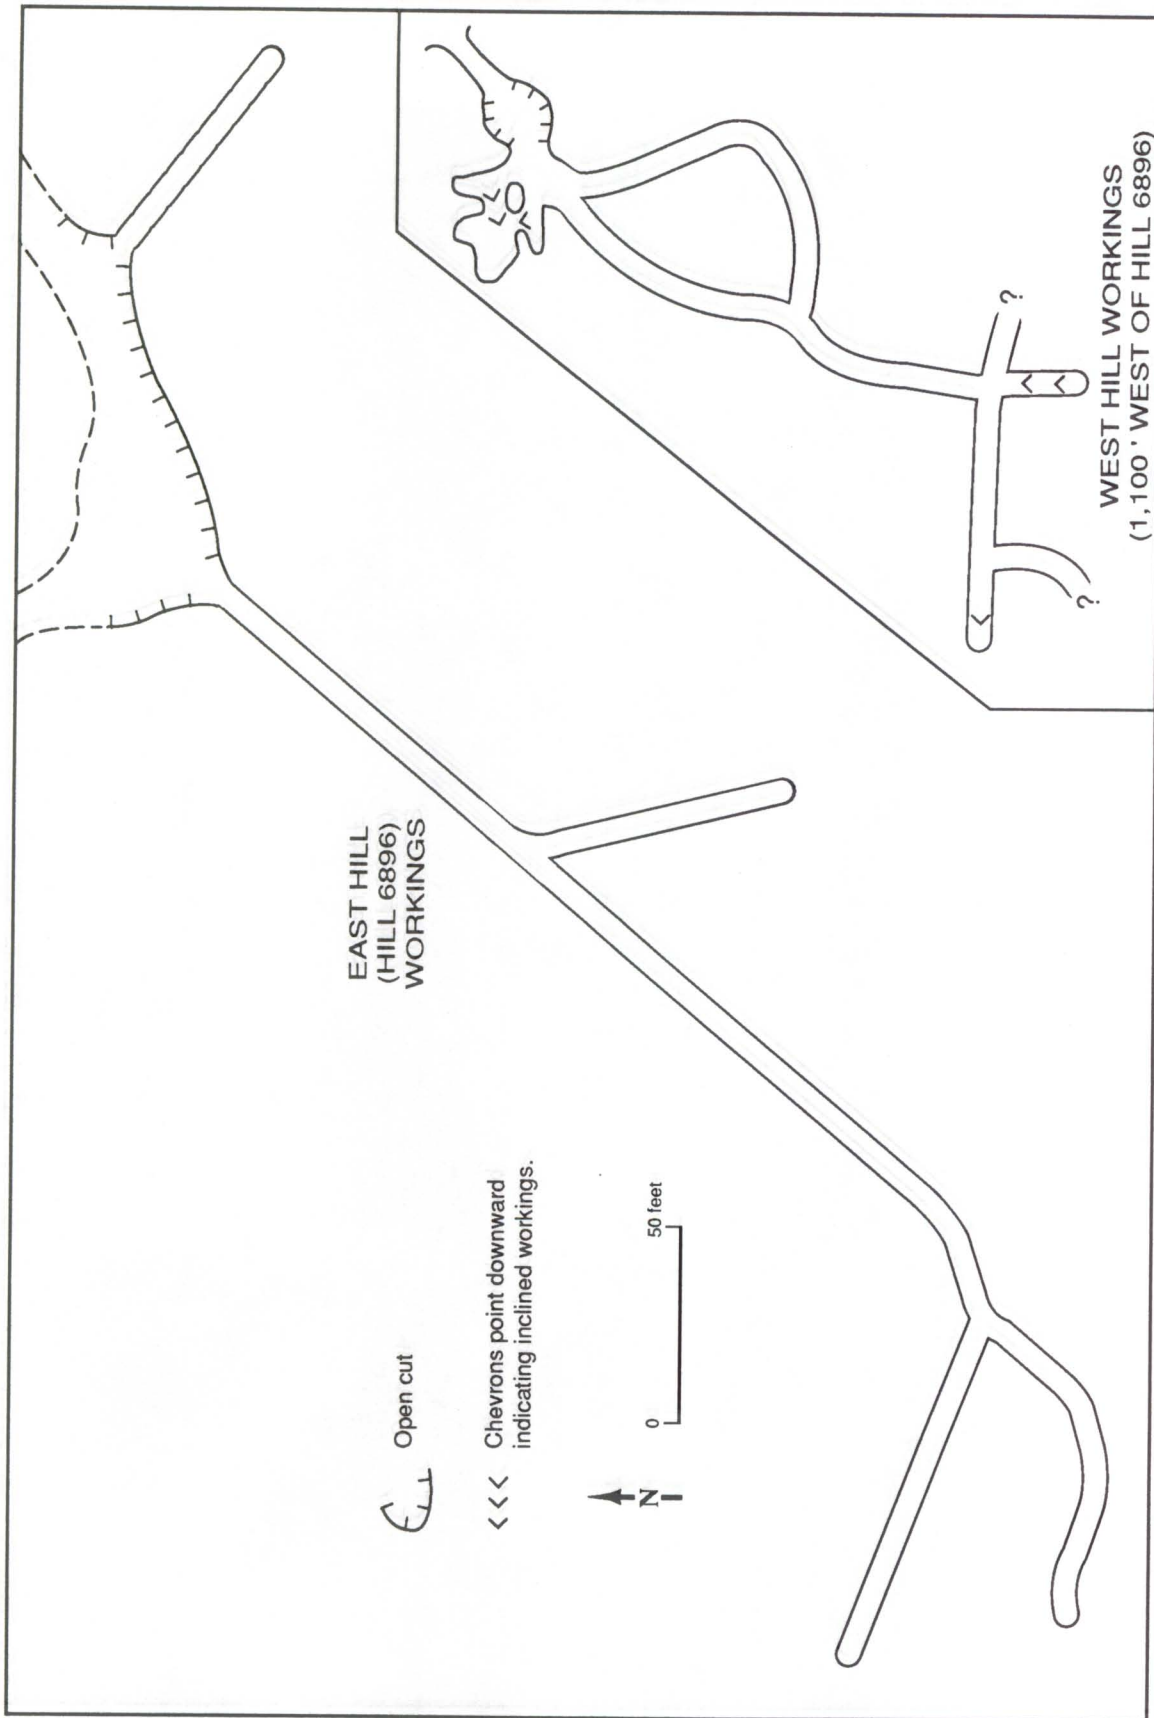 EAST HILL
(HILL 6896)
WORKINGS
Open cut
<<< Chevrons point downward
indicating inclined workings.
N
0 50 feet
WEST HILL WORKINGS
(1,100 ' WEST OF HILL 6896)
?
?